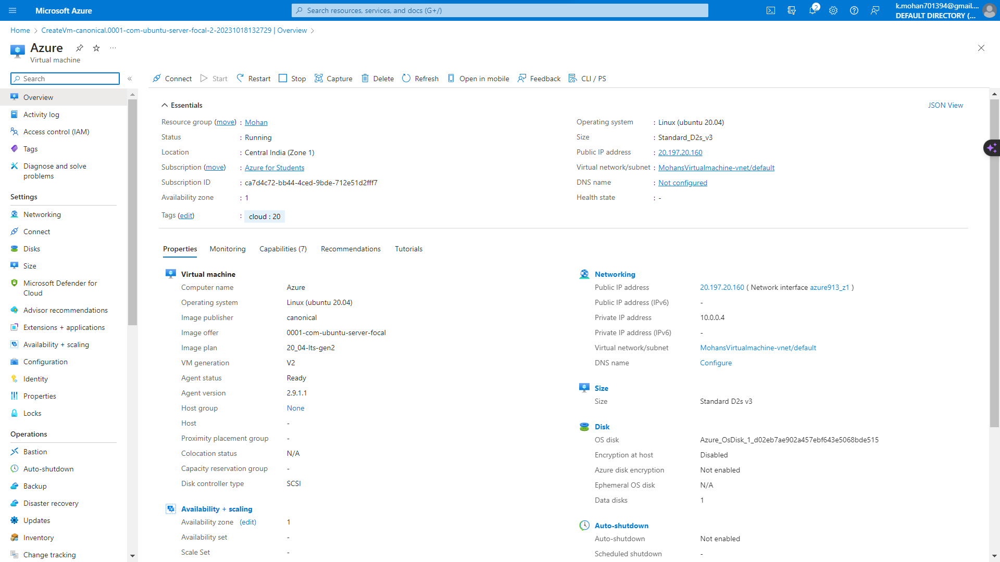 Microsoft Azure
Search resources, services, and docs (G+/)
2
k.mohan701394@gmail....
DEFAULT DIRECTORY (...
Home > CreateVm-canonical.0001-com-ubuntu-server-focal-2-20231018132729 | Overview >
Azure
Virtual machine
Search
Connect Start Restart Stop Capture Delete Refresh Open in mobile Feedback CLI / PS
Overview
Activity log
Access control (IAM)
Tags
Diagnose and solve
problems
Settings
Networking
Connect
Disks
Size
Microsoft Defender for
Cloud
Advisor recommendations
Extensions + applications
Availability + scaling
Configuration
Identity
Properties
Locks
Operations
Bastion
Auto-shutdown
Backup
Disaster recovery
Updates
Inventory
Change tracking
Essentials
JSON View
Resource group (move) : Mohan
Status : Running
Location : Central India (Zone 1)
Subscription (move) : Azure for Students
Subscription ID : ca7d4c72-bb44-4ced-9bde-712e51d2fff7
Availability zone : 1
Tags (edit) : cloud : 20
Operating system : Linux (ubuntu 20.04)
Size : Standard_D2s_v3
Public IP address : 20.197.20.160
Virtual network/subnet : MohansVirtualmachine-vnet/default
DNS name : Not configured
Health state : -
Properties Monitoring Capabilities (7) Recommendations Tutorials
Virtual machine
Computer name Azure
Operating system Linux (ubuntu 20.04)
Image publisher canonical
Image offer 0001-com-ubuntu-server-focal
Image plan 20_04-lts-gen2
VM generation V2
Agent status Ready
Agent version 2.9.1.1
Host group None
Host -
Proximity placement group -
Colocation status N/A
Capacity reservation group -
Disk controller type SCSI
Availability + scaling
Availability zone (edit) 1
Availability set -
Scale Set -
Networking
Public IP address 20.197.20.160 ( Network interface azure913_z1 )
Public IP address (IPv6) -
Private IP address 10.0.0.4
Private IP address (IPv6) -
Virtual network/subnet MohansVirtualmachine-vnet/default
DNS name Configure
Size
Size Standard D2s v3
Disk
OS disk Azure_OsDisk_1_d02eb7ae902a457ebf643e5068bde515
Encryption at host Disabled
Azure disk encryption Not enabled
Ephemeral OS disk N/A
Data disks 1
Auto-shutdown
Auto-shutdown Not enabled
Scheduled shutdown -